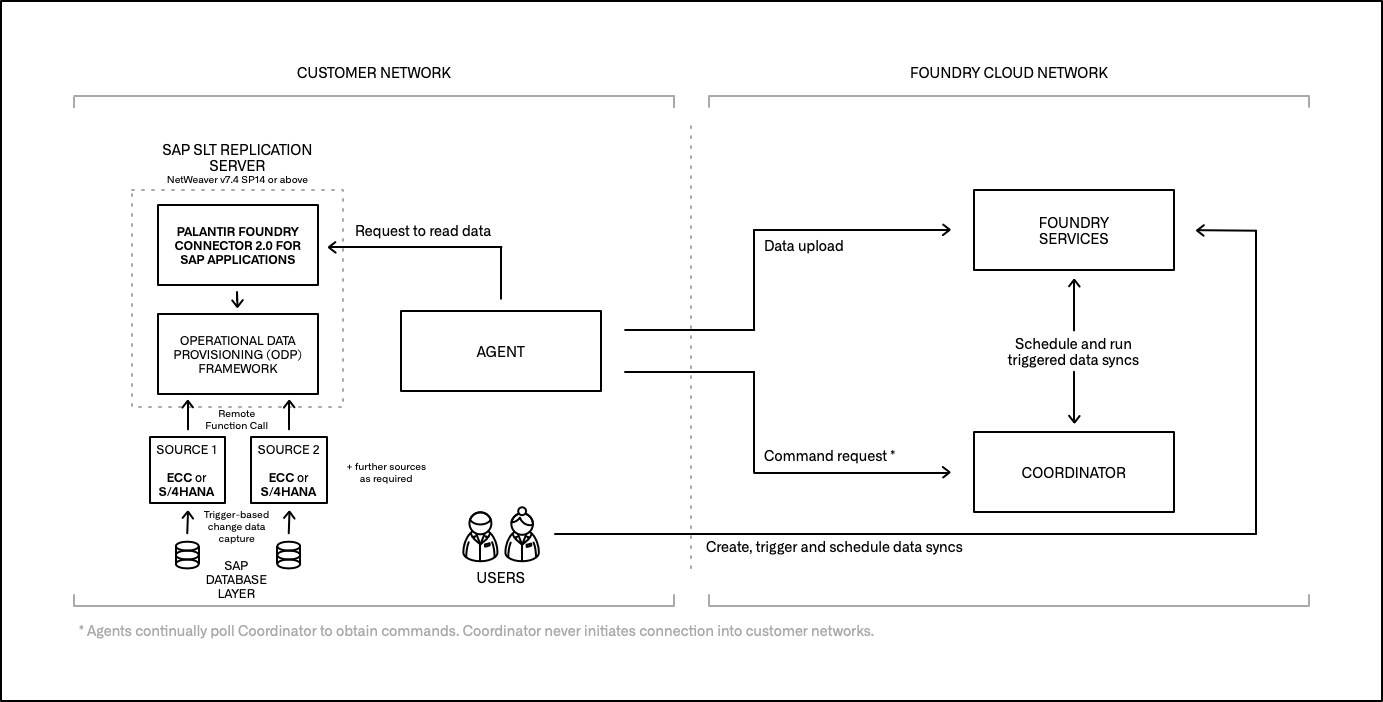 CUSTOMER NETWORK
FOUNDRY CLOUD NETWORK
SAP SLT REPLICATION
SERVER
NetWeaver v7.4 SP14 or above
PALANTIR FOUNDRY
CONNECTOR 2.0 FOR
SAP APPLICATIONS
Request to read data
OPERATIONAL DATA
PROVISIONING (ODP)
FRAMEWORK
AGENT
Remote
Function Call
SOURCE 1
ECC or
S/4HANA
SOURCE 2
ECC or
S/4HANA
+ further sources
as required
Trigger-based
change data
capture
SAP
DATABASE
LAYER
USERS
Data upload
FOUNDRY
SERVICES
Schedule and run
triggered data syncs
Command request *
COORDINATOR
Create, trigger and schedule data syncs
* Agents continually poll Coordinator to obtain commands. Coordinator never initiates connection into customer networks.